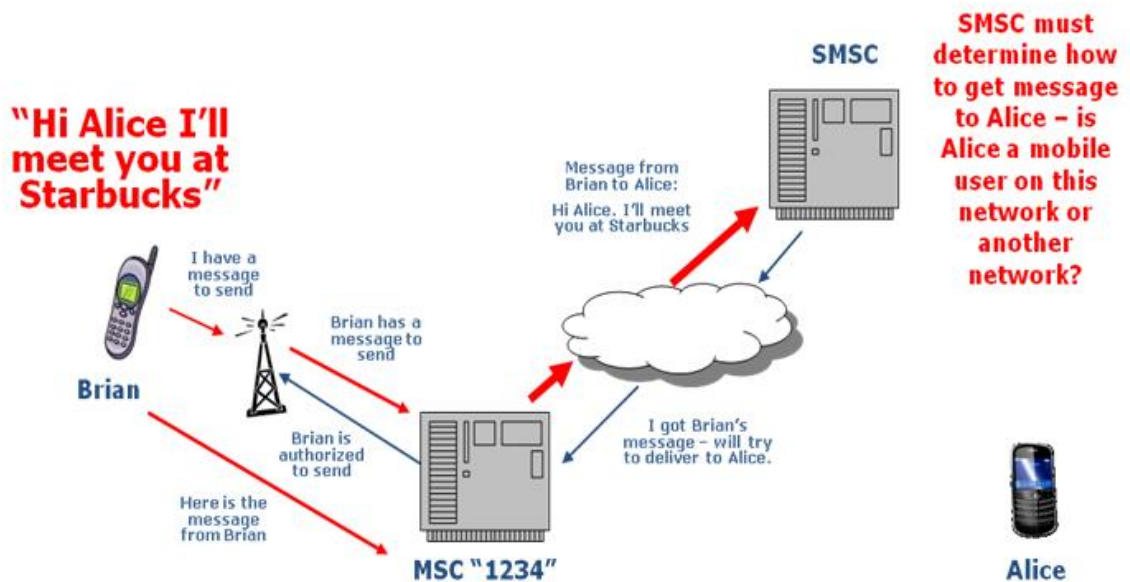 "Hi Alice I'll
meet you at
Starbucks"
I have a
message
to send
Brian
Brian has a
message to
send
Brian is
authorized
to send
Here is the
message
from Brian
MSC "1234"
Message from
Brian to Alice:
Hi Alice. I'll meet
you at Starbucks
I got Brian's
message – will try
to deliver to Alice.
SMSC
SMSC must
determine how
to get message
to Alice – is
Alice a mobile
user on this
network or
another
network?
Alice